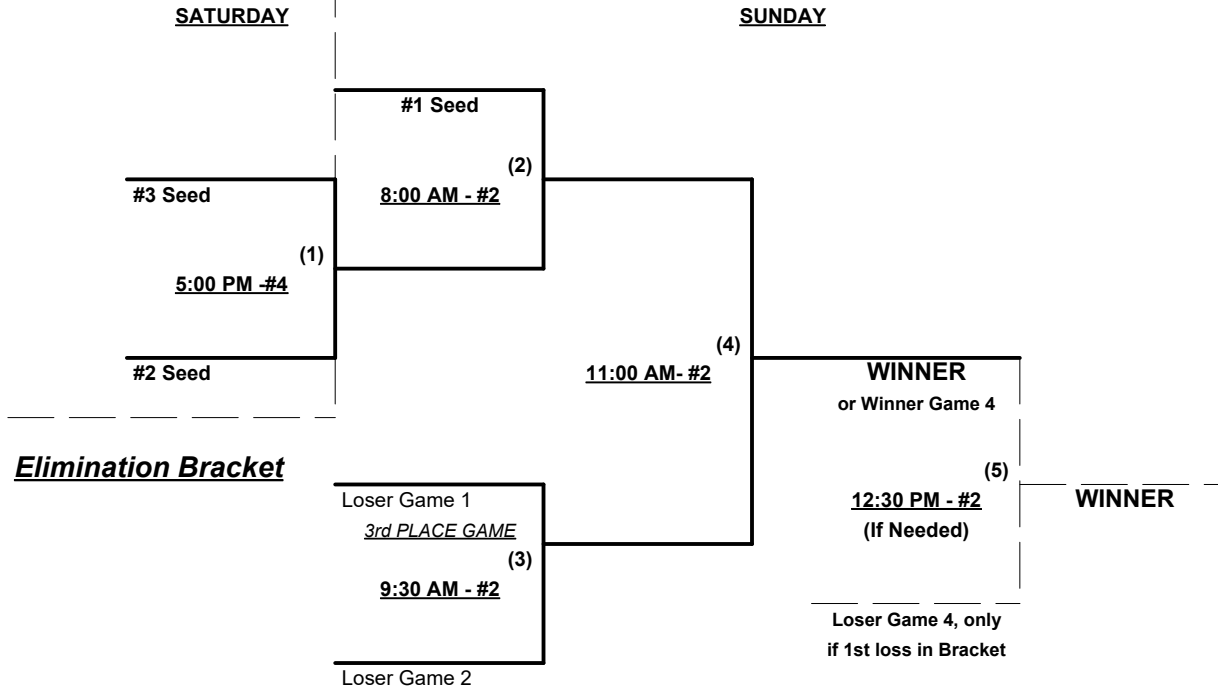 SATURDAY
SUNDAY
#1 Seed
(2)
8:00 AM - #2
#3 Seed
(1)
5:00 PM -#4
#2 Seed
(4)
11:00 AM- #2
WINNER
or Winner Game 4
Elimination Bracket
Loser Game 1
3rd PLACE GAME
(3)
9:30 AM - #2
Loser Game 2
(5)
12:30 PM - #2
(If Needed)
WINNER
Loser Game 4, only
if 1st loss in Bracket